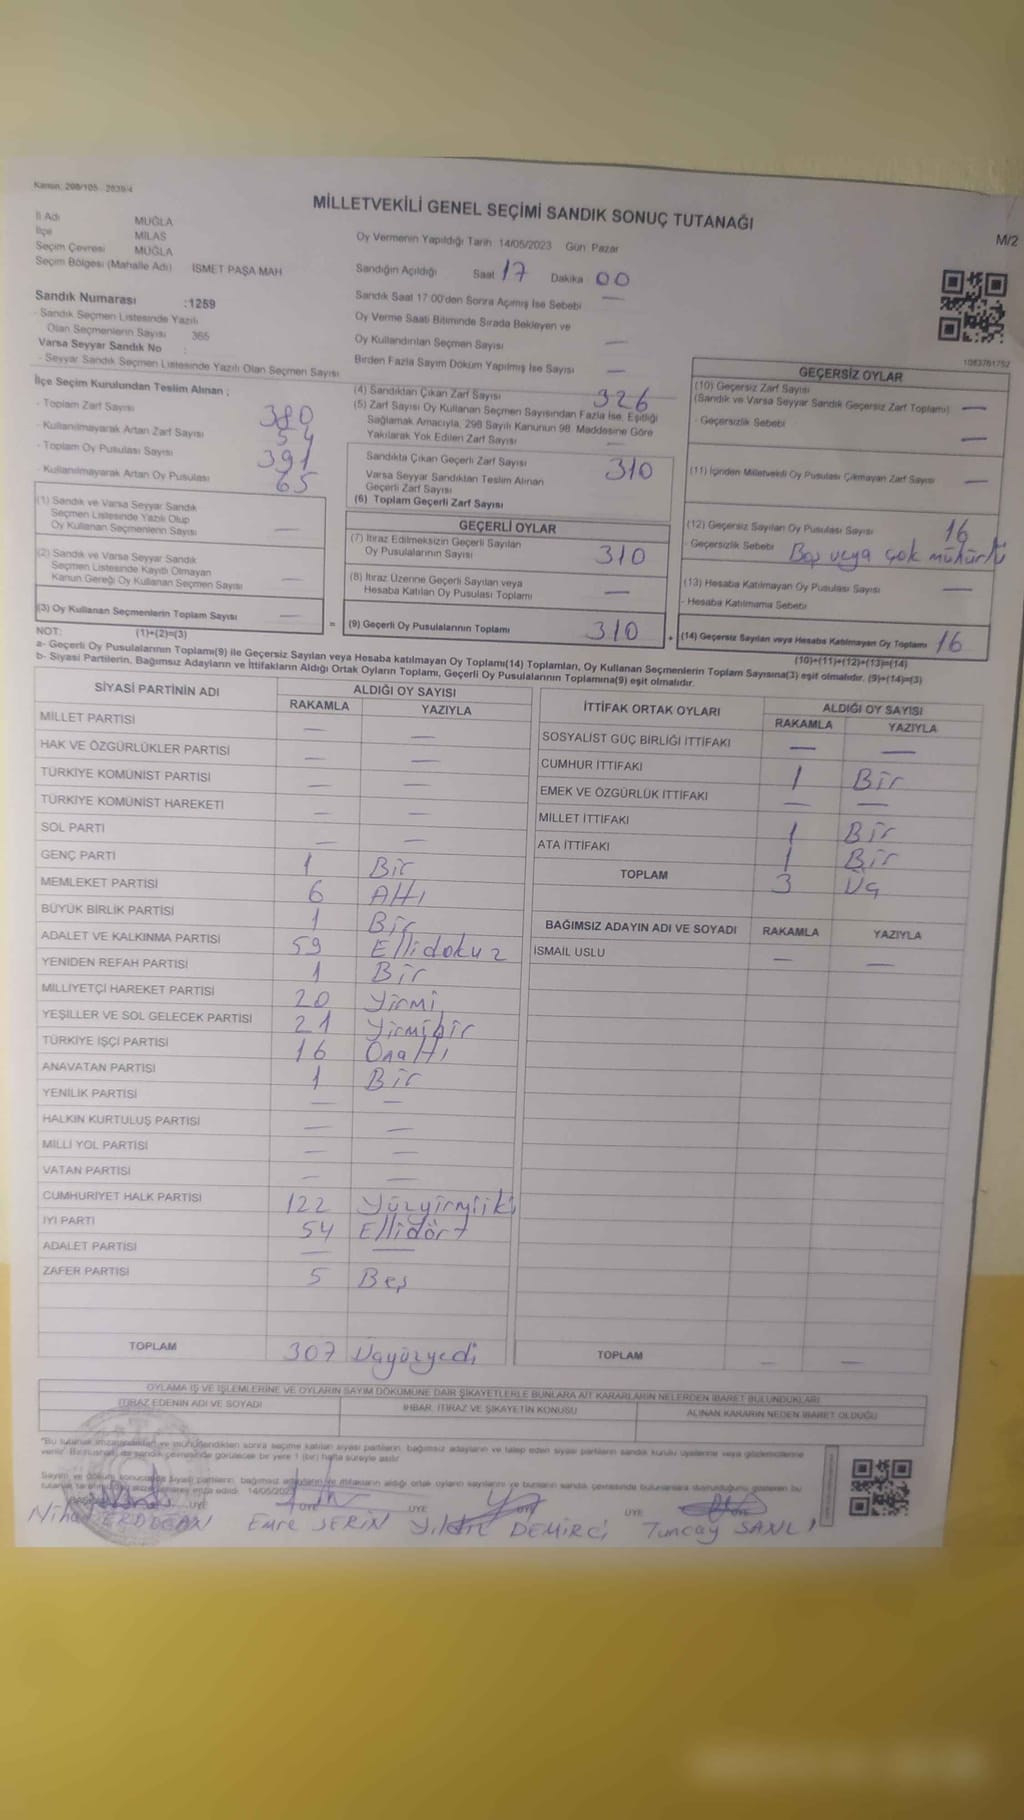 Kanun: 298/105 - 2839/4
MİLLETVEKİLİ GENEL SEÇİMİ SANDIK SONUÇ TUTANAĞI
M/2
İl Adı MUĞLA
İlçe MİLAS
Seçim Çevresi MUĞLA
Seçim Bölgesi (Mahalle Adı) İSMET PAŞA MAH
Sandık Numarası :1259
- Sandık Seçmen Listesinde Yazılı
Olan Seçmenlerin Sayısı 365
Varsa Seyyar Sandık No :
- Seyyar Sandık Seçmen Listesinde Yazılı Olan Seçmen Sayısı
Oy Vermenin Yapıldığı Tarih 14/05/2023 Gün: Pazar
Sandığın Açıldığı Saat 17 Dakika 00
Sandık Saat 17:00'den Sonra Açılmış İse Sebebi —
Oy Verme Saati Bitiminde Sırada Bekleyen ve
Oy Kullandırılan Seçmen Sayısı —
Birden Fazla Sayım Döküm Yapılmış İse Sayısı —
1083761752
İlçe Seçim Kurulundan Teslim Alınan ;
- Toplam Zarf Sayısı 380
- Kullanılmayarak Artan Zarf Sayısı 54
- Toplam Oy Pusulası Sayısı 391
- Kullanılmayarak Artan Oy Pusulası 65
(1) Sandık ve Varsa Seyyar Sandık
Seçmen Listesinde Yazılı Olup
Oy Kullanan Seçmenlerin Sayısı —
(2) Sandık ve Varsa Seyyar Sandık
Seçmen Listesinde Kayıtlı Olmayan
Kanun Gereği Oy Kullanan Seçmen Sayısı —
(3) Oy Kullanan Seçmenlerin Toplam Sayısı —
(1)+(2)=(3)
(4) Sandıktan Çıkan Zarf Sayısı 326
(5) Zarf Sayısı Oy Kullanan Seçmen Sayısından Fazla İse, Eşitliği
Sağlamak Amacıyla, 298 Sayılı Kanunun 98. Maddesine Göre
Yakılarak Yok Edilen Zarf Sayısı —
Sandıkta Çıkan Geçerli Zarf Sayısı 310
Varsa Seyyar Sandıktan Teslim Alınan
Geçerli Zarf Sayısı
(6) Toplam Geçerli Zarf Sayısı
GEÇERLİ OYLAR
(7) İtiraz Edilmeksizin Geçerli Sayılan
Oy Pusulalarının Sayısı 310
(8) İtiraz Üzerine Geçerli Sayılan veya
Hesaba Katılan Oy Pusulası Toplamı —
= (9) Geçerli Oy Pusulalarının Toplamı 310 +
GEÇERSİZ OYLAR
(10) Geçersiz Zarf Sayısı
(Sandık ve Varsa Seyyar Sandık Geçersiz Zarf Toplamı) —
- Geçersizlik Sebebi —
(11) İçinden Milletvekili Oy Pusulası Çıkmayan Zarf Sayısı —
(12) Geçersiz Sayılan Oy Pusulası Sayısı 16
- Geçersizlik Sebebi Boş veya çok mühürlü
(13) Hesaba Katılmayan Oy Pusulası Sayısı —
- Hesaba Katılmama Sebebi
(14) Geçersiz Sayılan veya Hesaba Katılmayan Oy Toplamı 16
(10)+(11)+(12)+(13)=(14)
NOT:
a- Geçerli Oy Pusulalarının Toplamı(9) ile Geçersiz Sayılan veya Hesaba katılmayan Oy Toplamı(14) Toplamları, Oy Kullanan Seçmenlerin Toplam Sayısına(3) eşit olmalıdır. (9)+(14)=(3)
b- Siyasi Partilerin, Bağımsız Adayların ve İttifakların Aldığı Ortak Oyların Toplamı, Geçerli Oy Pusulalarının Toplamına(9) eşit olmalıdır.
SİYASİ PARTİNİN ADI ALDIĞI OY SAYISI
RAKAMLA YAZIYLA
MİLLET PARTİSİ — —
HAK VE ÖZGÜRLÜKLER PARTİSİ — —
TÜRKİYE KOMÜNİST PARTİSİ — —
TÜRKİYE KOMÜNİST HAREKETİ — —
SOL PARTİ — —
GENÇ PARTİ 1 Bir
MEMLEKET PARTİSİ 6 Altı
BÜYÜK BİRLİK PARTİSİ 1 Bir
ADALET VE KALKINMA PARTİSİ 59 Ellidokuz
YENİDEN REFAH PARTİSİ 1 Bir
MİLLİYETÇİ HAREKET PARTİSİ 20 Yirmi
YEŞİLLER VE SOL GELECEK PARTİSİ 21 Yirmibir
TÜRKİYE İŞÇİ PARTİSİ 16 Onaltı
ANAVATAN PARTİSİ 1 Bir
YENİLİK PARTİSİ — —
HALKIN KURTULUŞ PARTİSİ — —
MİLLİ YOL PARTİSİ — —
VATAN PARTİSİ — —
CUMHURİYET HALK PARTİSİ 122 Yüzyirmiiki
İYİ PARTİ 54 Ellidört
ADALET PARTİSİ — —
ZAFER PARTİSİ 5 Beş
TOPLAM 307 Üçyüzyedi
İTTİFAK ORTAK OYLARI ALDIĞI OY SAYISI
RAKAMLA YAZIYLA
SOSYALİST GÜÇ BİRLİĞİ İTTİFAKI — —
CUMHUR İTTİFAKI 1 Bir
EMEK VE ÖZGÜRLÜK İTTİFAKI — —
MİLLET İTTİFAKI 1 Bir
ATA İTTİFAKI 1 Bir
TOPLAM 3 Üç
BAĞIMSIZ ADAYIN ADI VE SOYADI RAKAMLA YAZIYLA
İSMAİL USLU — —
TOPLAM — —
OYLAMA İŞ VE İŞLEMLERİNE VE OYLARIN SAYIM DÖKÜMÜNE DAİR ŞİKAYETLERLE BUNLARA AİT KARARLARIN NELERDEN İBARET BULUNDUKLARI
İTİRAZ EDENİN ADI VE SOYADI İHBAR, İTİRAZ VE ŞİKAYETİN KONUSU ALINAN KARARIN NEDEN İBARET OLDUĞU
ÜYE ÜYE ÜYE ÜYE
Nihat ERDOĞAN Emre SERİN DEMİRCİ Tuncay SANLI